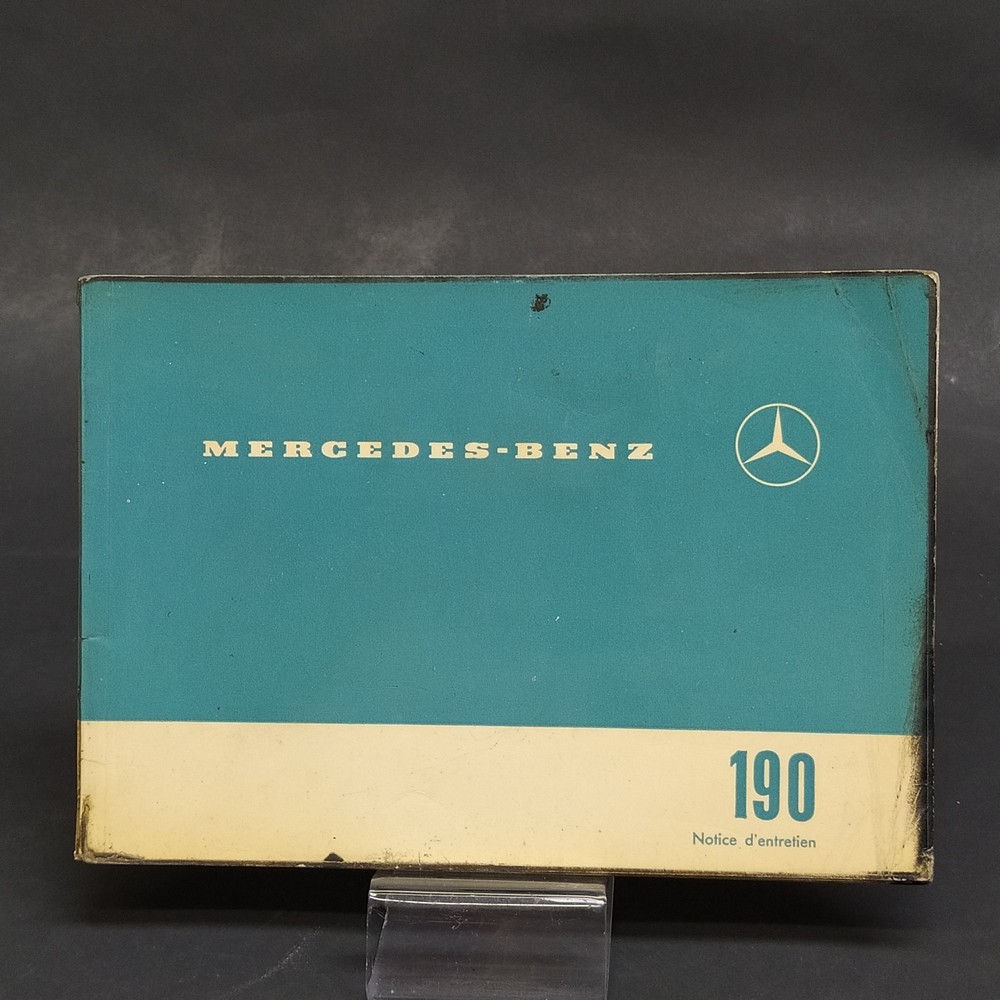 MERCEDES-BENZ
190
Notice d'entretien